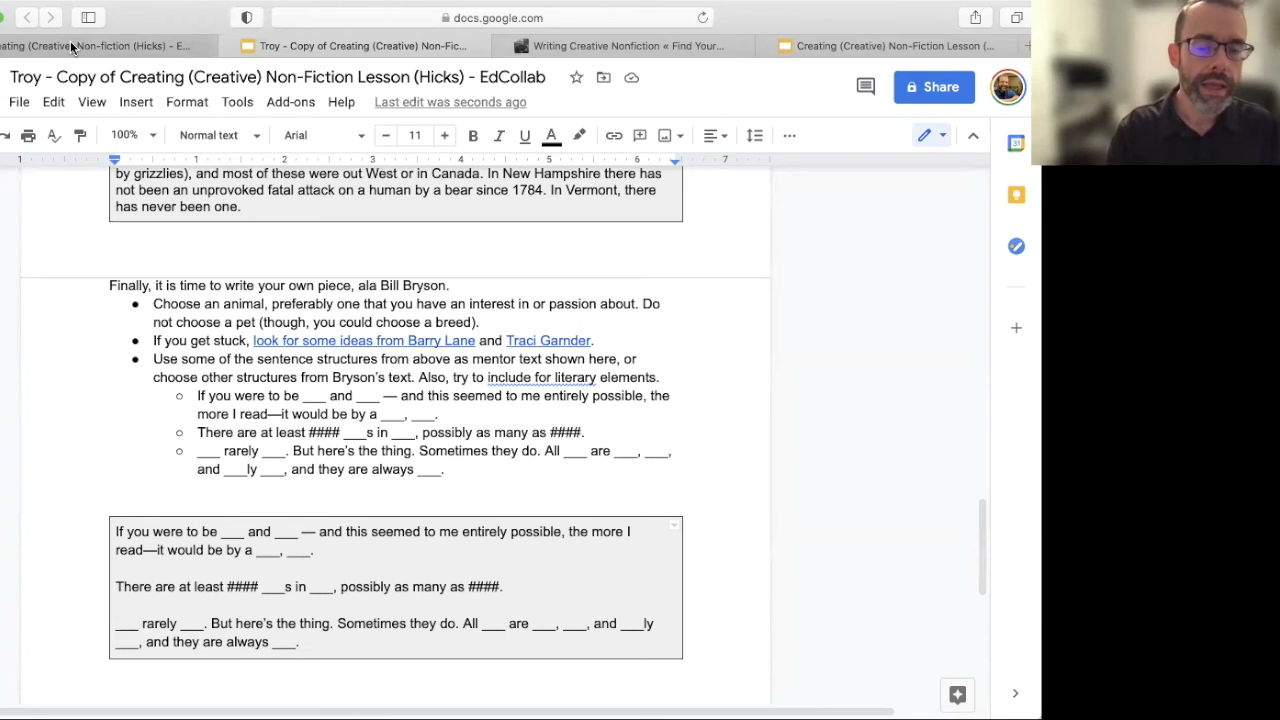 docs.google.com
eating (Creative) Non-fiction (Hicks) - E...
Troy - Copy of Creating (Creative) Non-Fic...
Writing Creative Nonfiction « Find Your...
Creating (Creative) Non-Fiction Lesson (...
Troy - Copy of Creating (Creative) Non-Fiction Lesson (Hicks) - EdCollab
Share
File Edit View Insert Format Tools Add-ons Help Last edit was seconds ago
100% Normal text Arial - 11 + B I U A
1 1 2 3 4 5 6 7
by grizzlies), and most of these were out West or in Canada. In New Hampshire there has
not been an unprovoked fatal attack on a human by a bear since 1784. In Vermont, there
has never been one.
Finally, it is time to write your own piece, ala Bill Bryson.
● Choose an animal, preferably one that you have an interest in or passion about. Do
not choose a pet (though, you could choose a breed).
● If you get stuck, look for some ideas from Barry Lane and Traci Garnder.
● Use some of the sentence structures from above as mentor text shown here, or
choose other structures from Bryson's text. Also, try to include for literary elements.
○ If you were to be ___ and ___ — and this seemed to me entirely possible, the
more I read—it would be by a ___, ___.
○ There are at least #### ___s in ___, possibly as many as ####.
○ ___ rarely ___. But here's the thing. Sometimes they do. All ___ are ___, ___,
and ___ly ___, and they are always ___.
If you were to be ___ and ___ — and this seemed to me entirely possible, the more I
read—it would be by a ___, ___.
There are at least #### ___s in ___, possibly as many as ####.
___ rarely ___. But here's the thing. Sometimes they do. All ___ are ___, ___, and ___ly
___, and they are always ___.
31